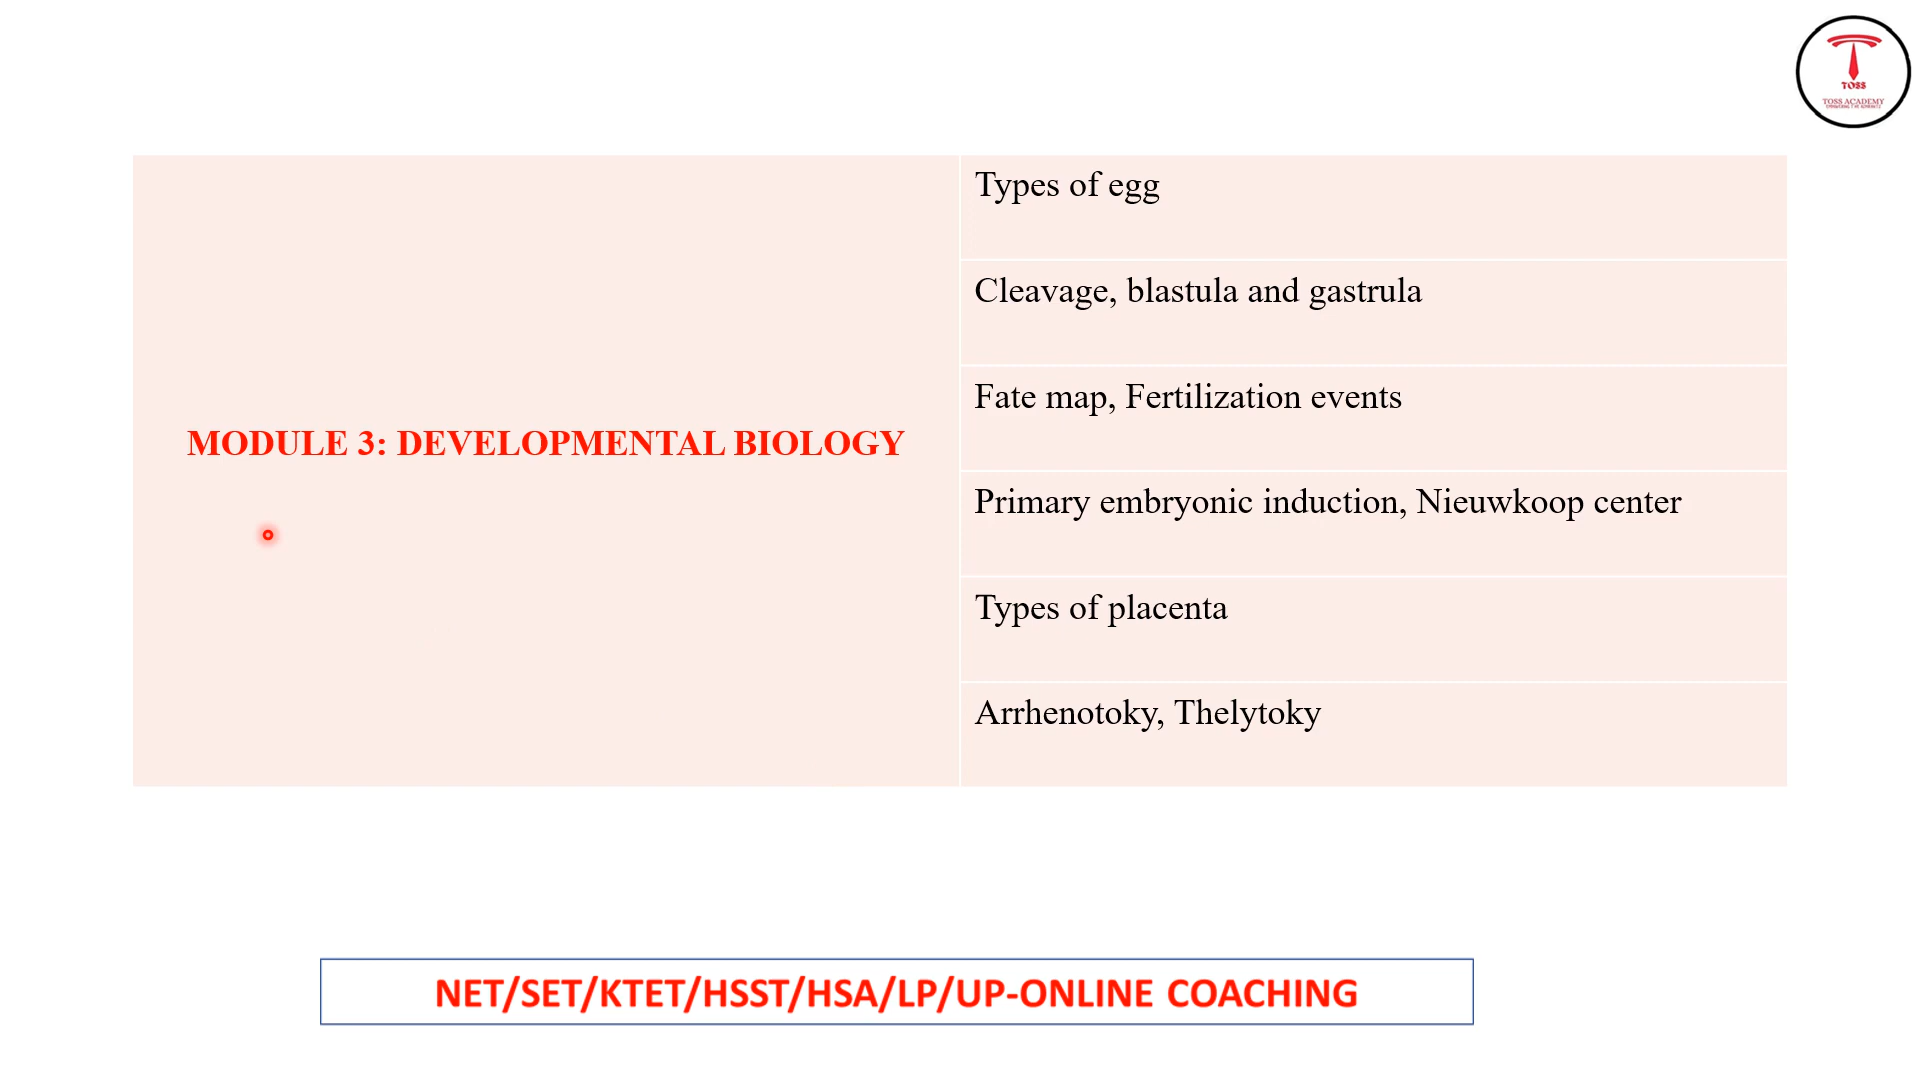 TOSS
TOSS ACADEMY
Types of egg
Cleavage, blastula and gastrula
Fate map, Fertilization events
MODULE 3: DEVELOPMENTAL BIOLOGY
Primary embryonic induction, Nieuwkoop center
Types of placenta
Arrhenotoky, Thelytoky
NET/SET/KTET/HSST/HSA/LP/UP-ONLINE COACHING